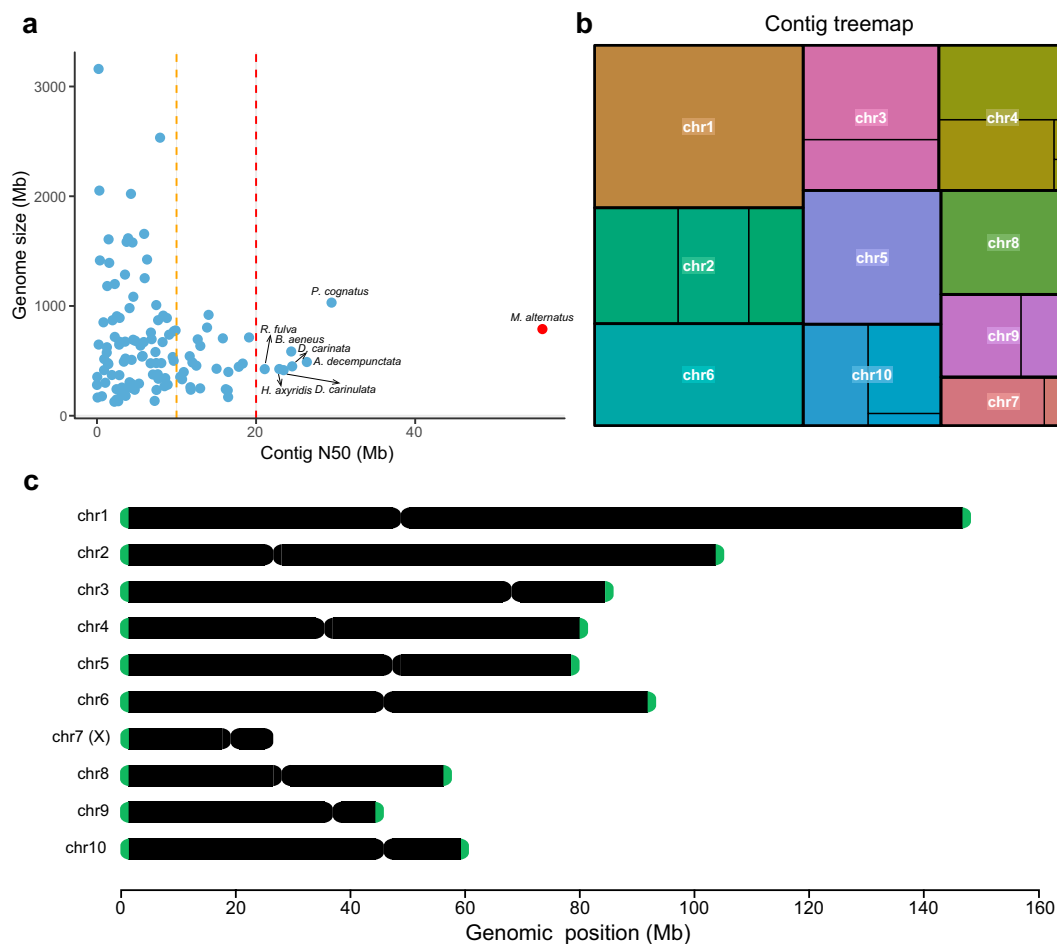 a
Genome size (Mb)
3000
2000
1000
0
P. cognatus
M. alternatus
R. fulva
B. aeneus
D. carinata
A. decempunctata
H. axyridis
D. carinulata
0
20
40
Contig N50 (Mb)
b
Contig treemap
chr1
chr3
chr4
chr2
chr5
chr8
chr6
chr10
chr9
chr7
c
chr1
chr2
chr3
chr4
chr5
chr6
chr7 (X)
chr8
chr9
chr10
0 20 40 60 80 100 120 140 160
Genomic position (Mb)